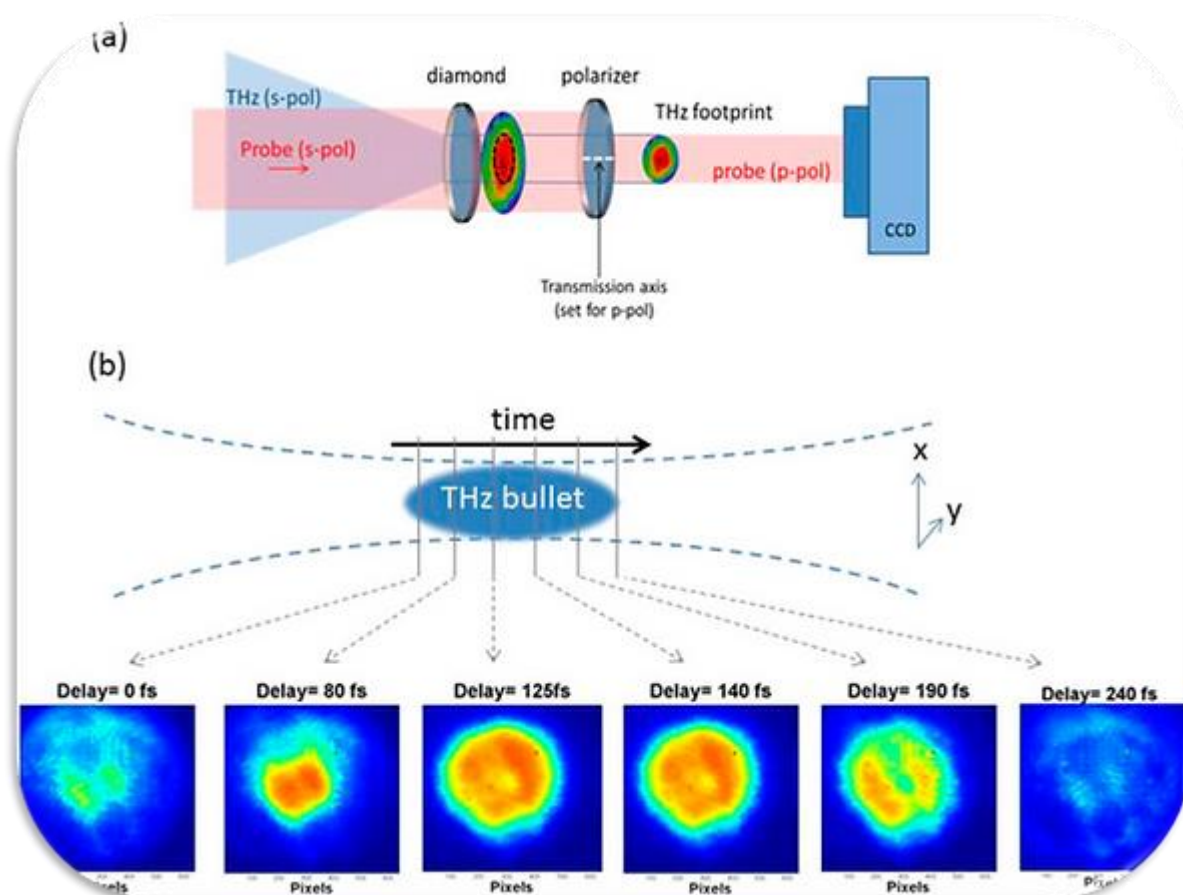 (a)
diamond
polarizer
THz (s-pol)
THz footprint
Probe (s-pol)
probe (p-pol)
CCD
Transmission axis
(set for p-pol)
(b)
time
THz bullet
x
y
Delay= 0 fs
Delay= 80 fs
Delay= 125fs
Delay= 140 fs
Delay= 190 fs
Delay= 240 fs
Pixels
Pixels
Pixels
Pixels
Pixels